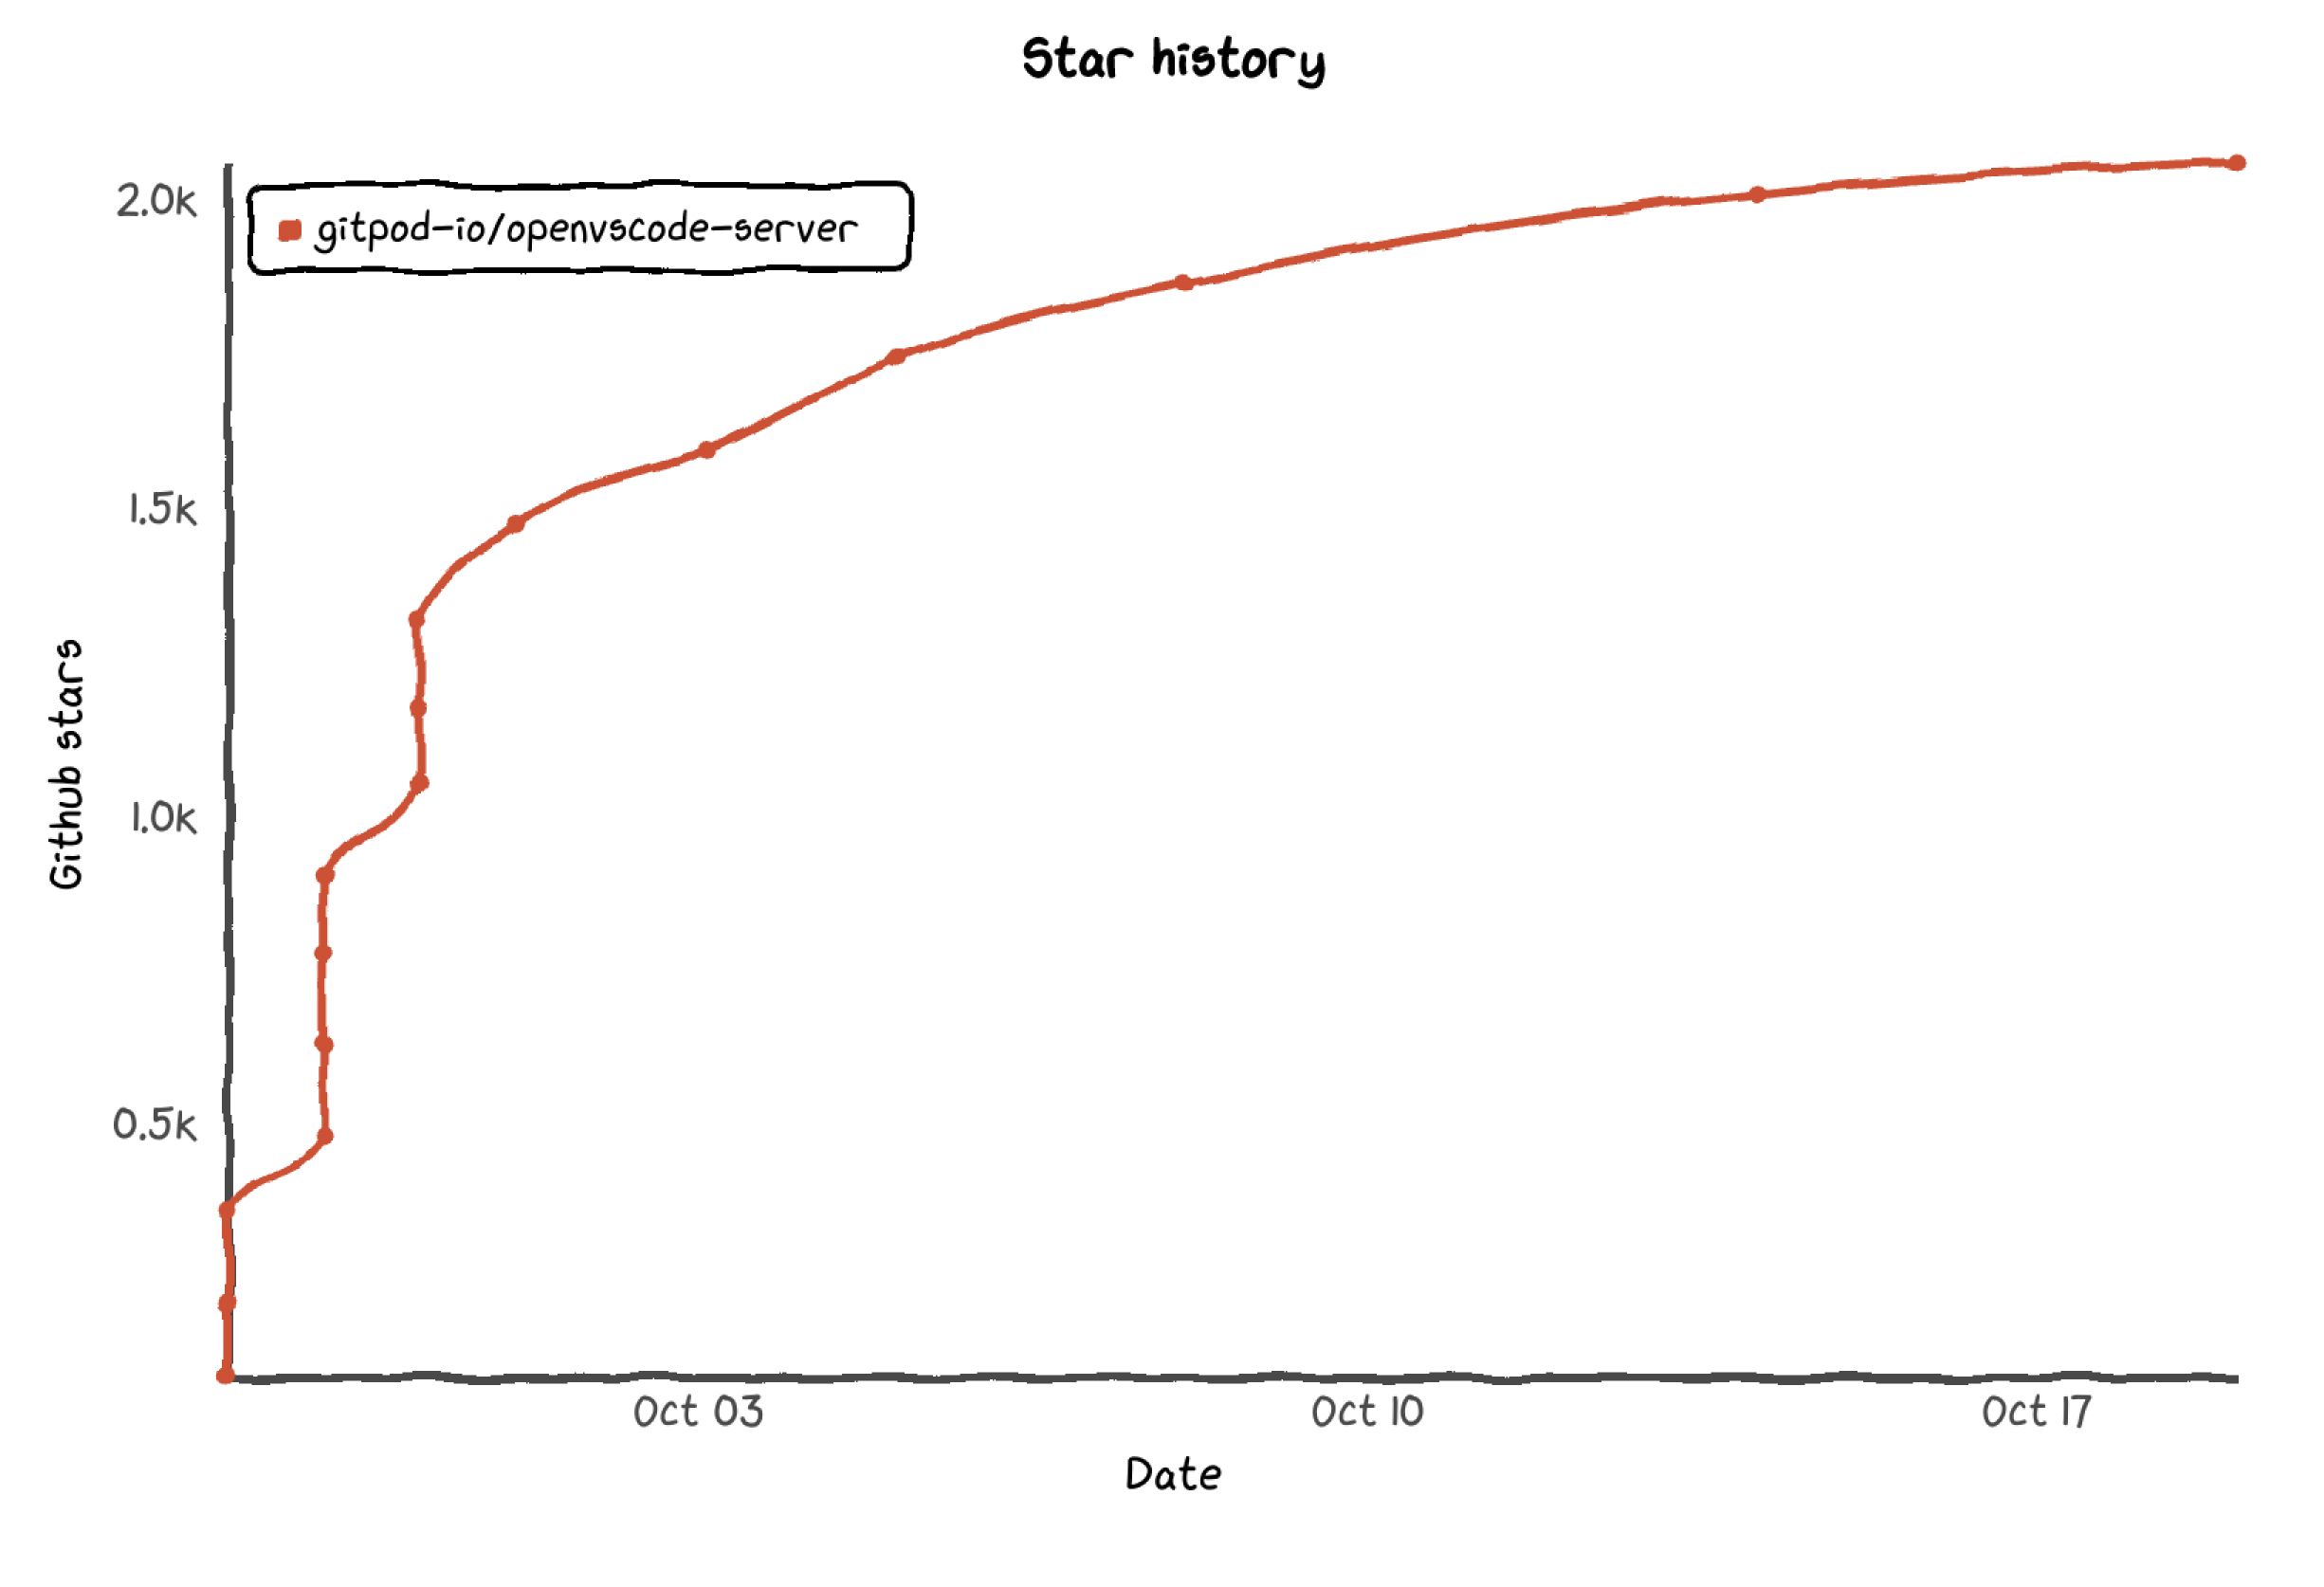 Star history
gitpod-io/openvscode-server
2.0K
1.5K
1.0K
0.5K
Github stars
Oct 03
Oct 10
Oct 17
Date